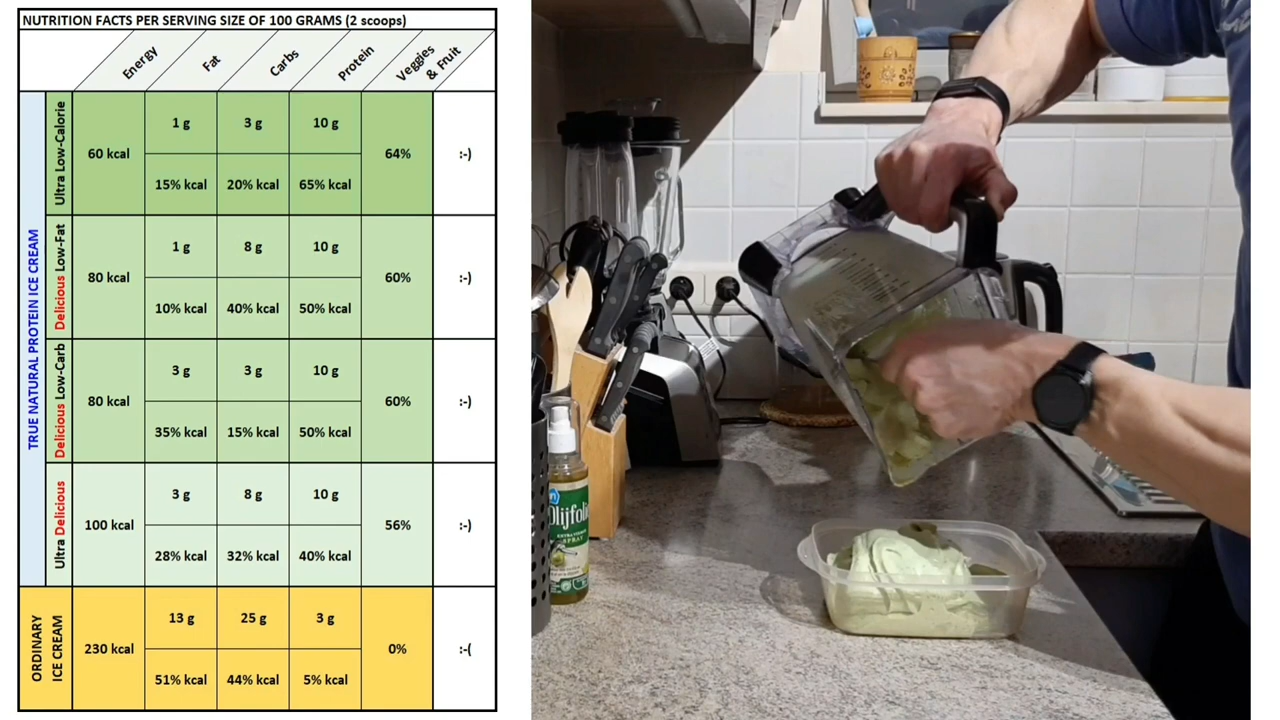 NUTRITION FACTS PER SERVING SIZE OF 100 GRAMS (2 scoops)
Energy
Fat
Carbs
Protein
Veggies
& Fruit
TRUE NATURAL PROTEIN ICE CREAM
Ultra Low-Calorie
60 kcal
1 g
3 g
10 g
15% kcal
20% kcal
65% kcal
64%
:-)
Delicious Low-Fat
80 kcal
1 g
8 g
10 g
10% kcal
40% kcal
50% kcal
60%
:-)
Delicious Low-Carb
80 kcal
3 g
3 g
10 g
35% kcal
15% kcal
50% kcal
60%
:-)
Ultra Delicious
100 kcal
3 g
8 g
10 g
28% kcal
32% kcal
40% kcal
56%
:-)
ORDINARY
ICE CREAM
230 kcal
13 g
25 g
3 g
51% kcal
44% kcal
5% kcal
0%
:-(
Olijfoli
SPRAY